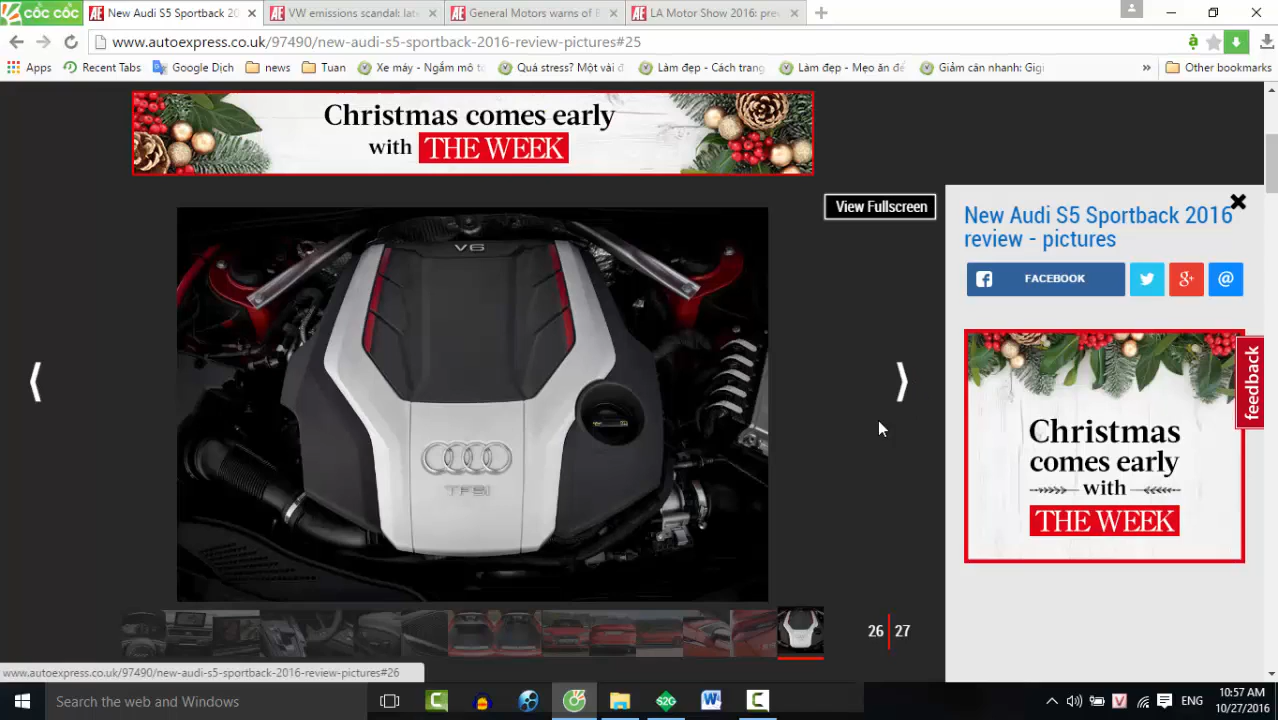 cốc cốc
New Audi S5 Sportback 20
VW emissions scandal: lat
General Motors warns of B
LA Motor Show 2016: prev
www.autoexpress.co.uk/97490/new-audi-s5-sportback-2016-review-pictures#25
Apps
Recent Tabs
Google Dịch
news
Tuan
Xe máy - Ngắm mô t
Quá stress? Một vài đ
Làm đẹp - Cách trang
Làm đẹp - Mẹo ăn để
Giảm cân nhanh: Gigi
»
Other bookmarks
Christmas comes early
with THE WEEK
View Fullscreen
New Audi S5 Sportback 2016
review - pictures
FACEBOOK
g+
@
V6
TFSI
feedback
Christmas
comes early
with
THE WEEK
26 27
www.autoexpress.co.uk/97490/new-audi-s5-sportback-2016-review-pictures#26
Search the web and Windows
S2G
ENG
10:57 AM
10/27/2016